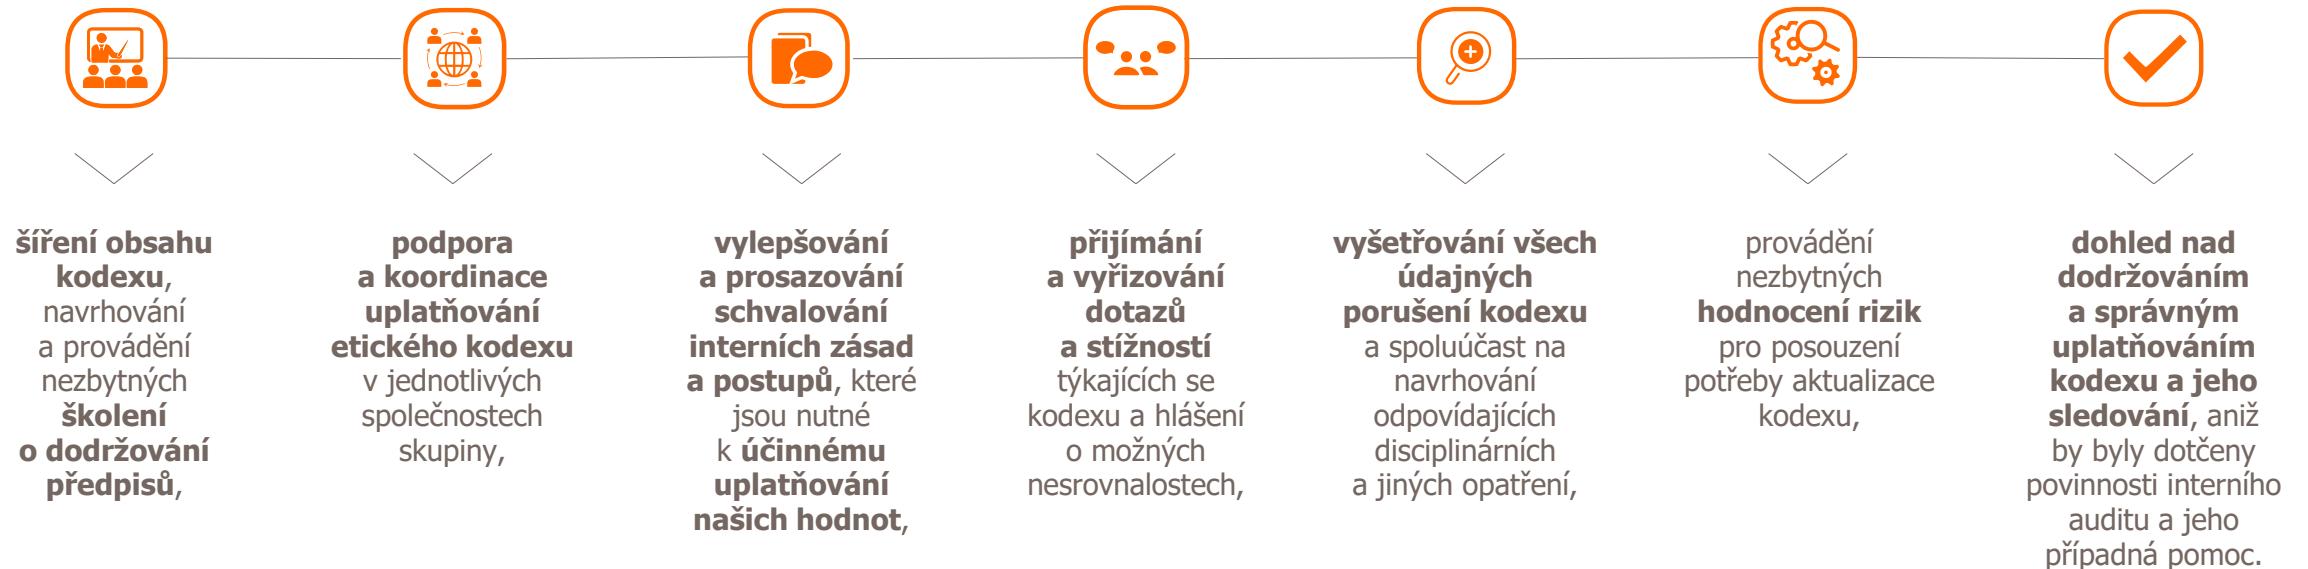 šíření obsahu
kodexu,
navrhování
a provádění
nezbytných
školení
o dodržování
předpisů,
podpora
a koordinace
uplatňování
etického kodexu
v jednotlivých
společnostech
skupiny,
vylepšování
a prosazování
schvalování
interních zásad
a postupů, které
jsou nutné
k účinnému
uplatňování
našich hodnot,
přijímání
a vyřizování
dotazů
a stížností
týkajících se
kodexu a hlášení
o možných
nesrovnalostech,
vyšetřování všech
údajných
porušení kodexu
a spoluúčast na
navrhování
odpovídajících
disciplinárních
a jiných opatření,
provádění
nezbytných
hodnocení rizik
pro posouzení
potřeby aktualizace
kodexu,
dohled nad
dodržováním
a správným
uplatňováním
kodexu a jeho
sledování, aniž
by byly dotčeny
povinnosti interního
auditu a jeho
případná pomoc.